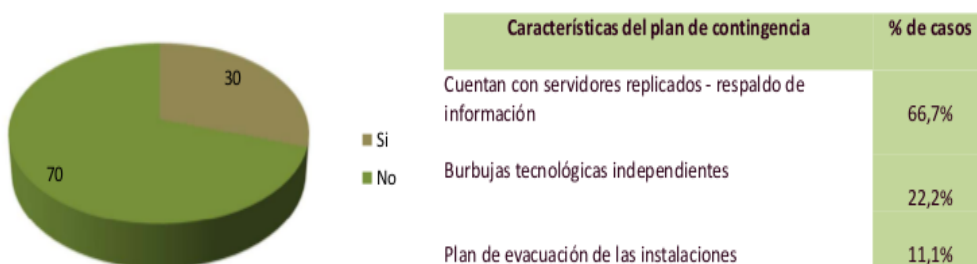 30
70
Si
No
Características del plan de contingencia % de casos
Cuentan con servidores replicados - respaldo de
información 66,7%
Burbujas tecnológicas independientes 22,2%
Plan de evacuación de las instalaciones 11,1%